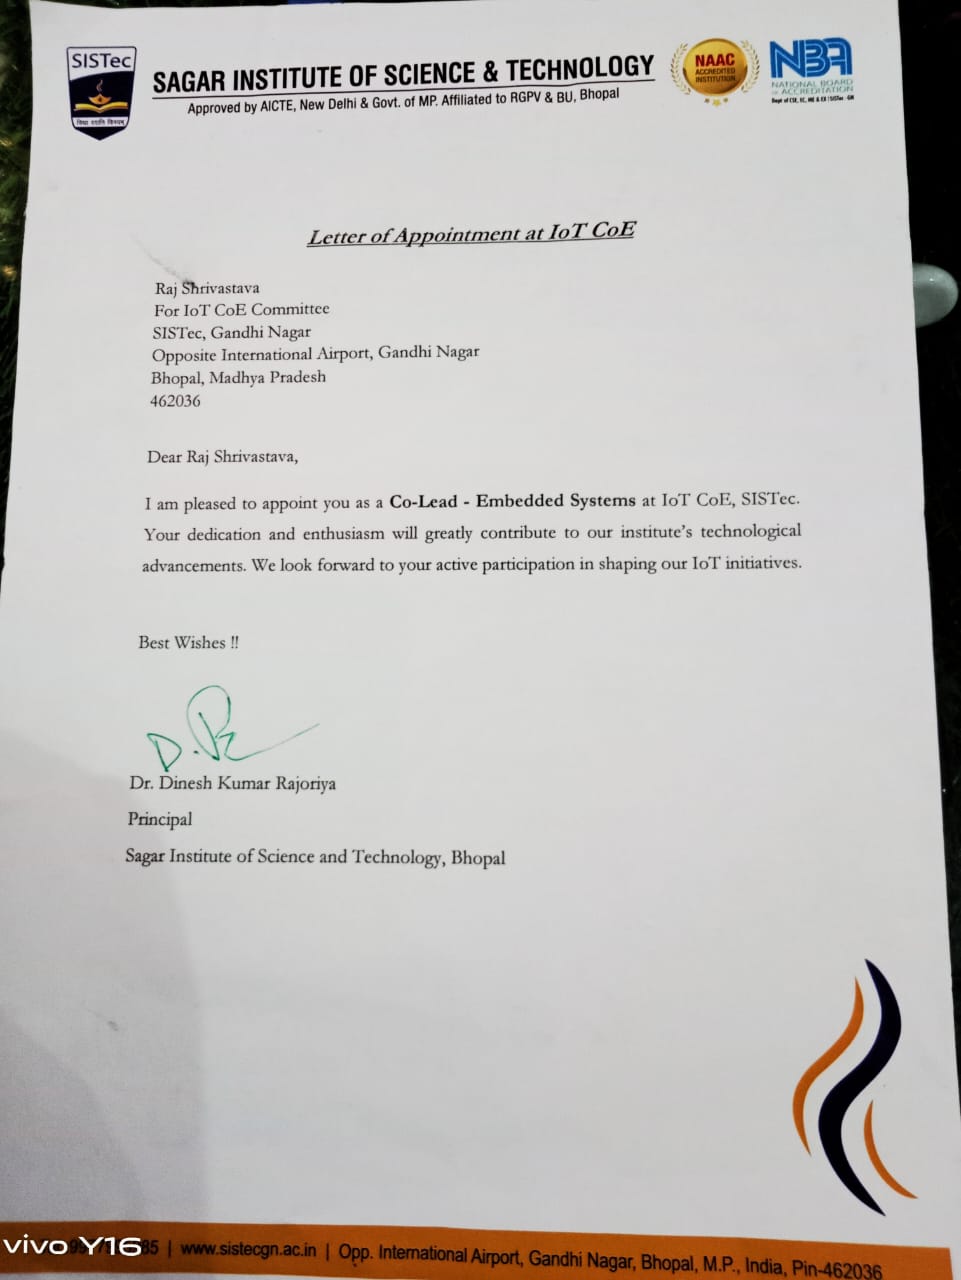 SISTec
विद्या ददाति विनयम्
SAGAR INSTITUTE OF SCIENCE & TECHNOLOGY
Approved by AICTE, New Delhi & Govt. of MP. Affiliated to RGPV & BU, Bhopal
NAAC
ACCREDITED
INSTITUTION
NBA
NATIONAL BOARD
OF ACCREDITATION
Dept of CSE, EC, ME & EX | SISTec - GN
Letter of Appointment at IoT CoE
Raj Shrivastava
For IoT CoE Committee
SISTec, Gandhi Nagar
Opposite International Airport, Gandhi Nagar
Bhopal, Madhya Pradesh
462036
Dear Raj Shrivastava,
I am pleased to appoint you as a Co-Lead - Embedded Systems at IoT CoE, SISTec.
Your dedication and enthusiasm will greatly contribute to our institute's technological
advancements. We look forward to your active participation in shaping our IoT initiatives.
Best Wishes !!
Dr. Dinesh Kumar Rajoriya
Principal
Sagar Institute of Science and Technology, Bhopal
vivo Y16
| www.sistecgn.ac.in | Opp. International Airport, Gandhi Nagar, Bhopal, M.P., India, Pin-462036